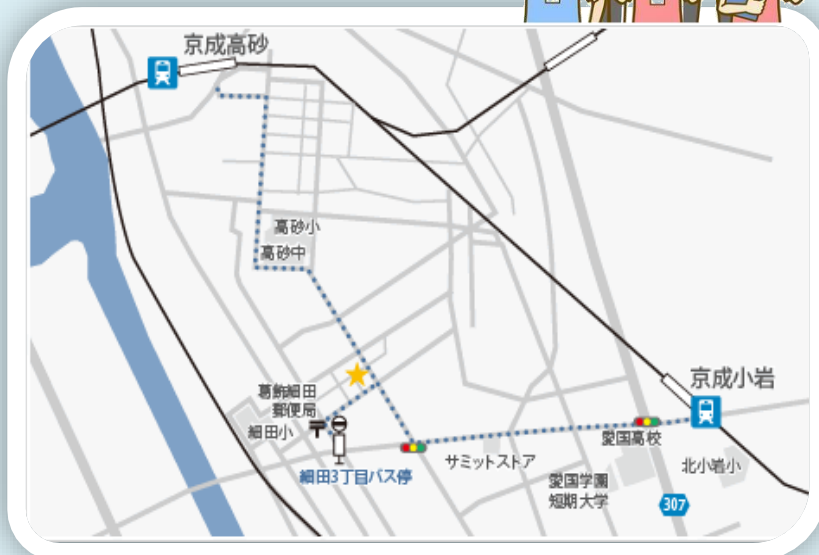 京成高砂
高砂小
高砂中
葛飾細田
郵便局
細田小
〒
細田3丁目バス停
サミットストア
京成小岩
愛国高校
北小岩小
愛国学園
短期大学
307